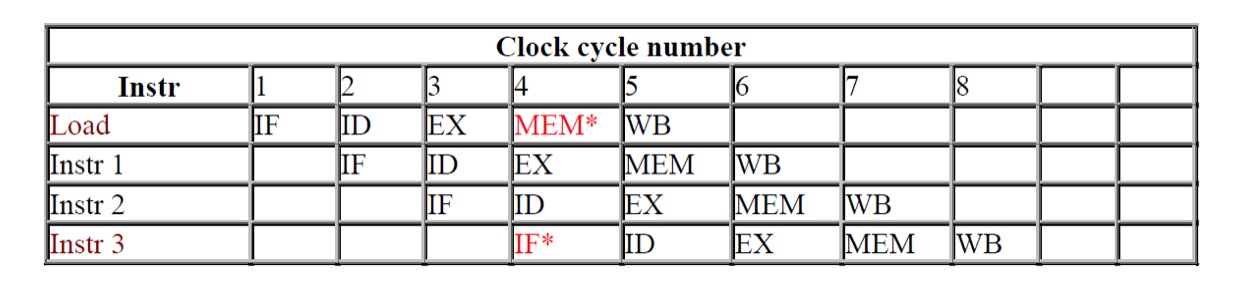 Clock cycle number
Instr 1 2 3 4 5 6 7 8
Load IF ID EX MEM* WB
Instr 1 IF ID EX MEM WB
Instr 2 IF ID EX MEM WB
Instr 3 IF* ID EX MEM WB